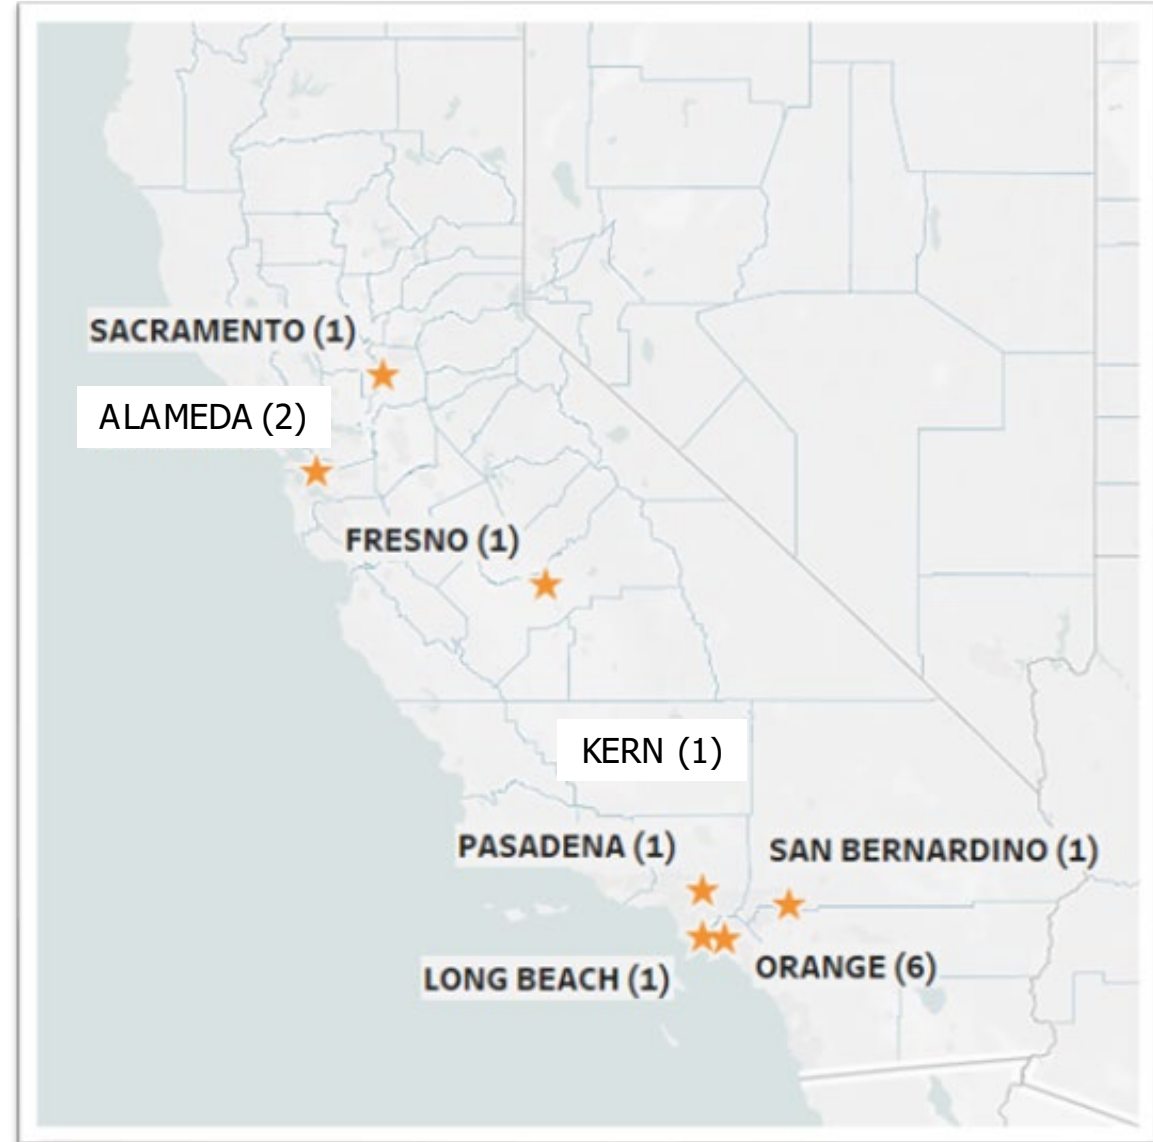 SACRAMENTO (1)
ALAMEDA (2)
FRESNO (1)
KERN (1)
PASADENA (1)
SAN BERNARDINO (1)
ORANGE (6)
LONG BEACH (1)